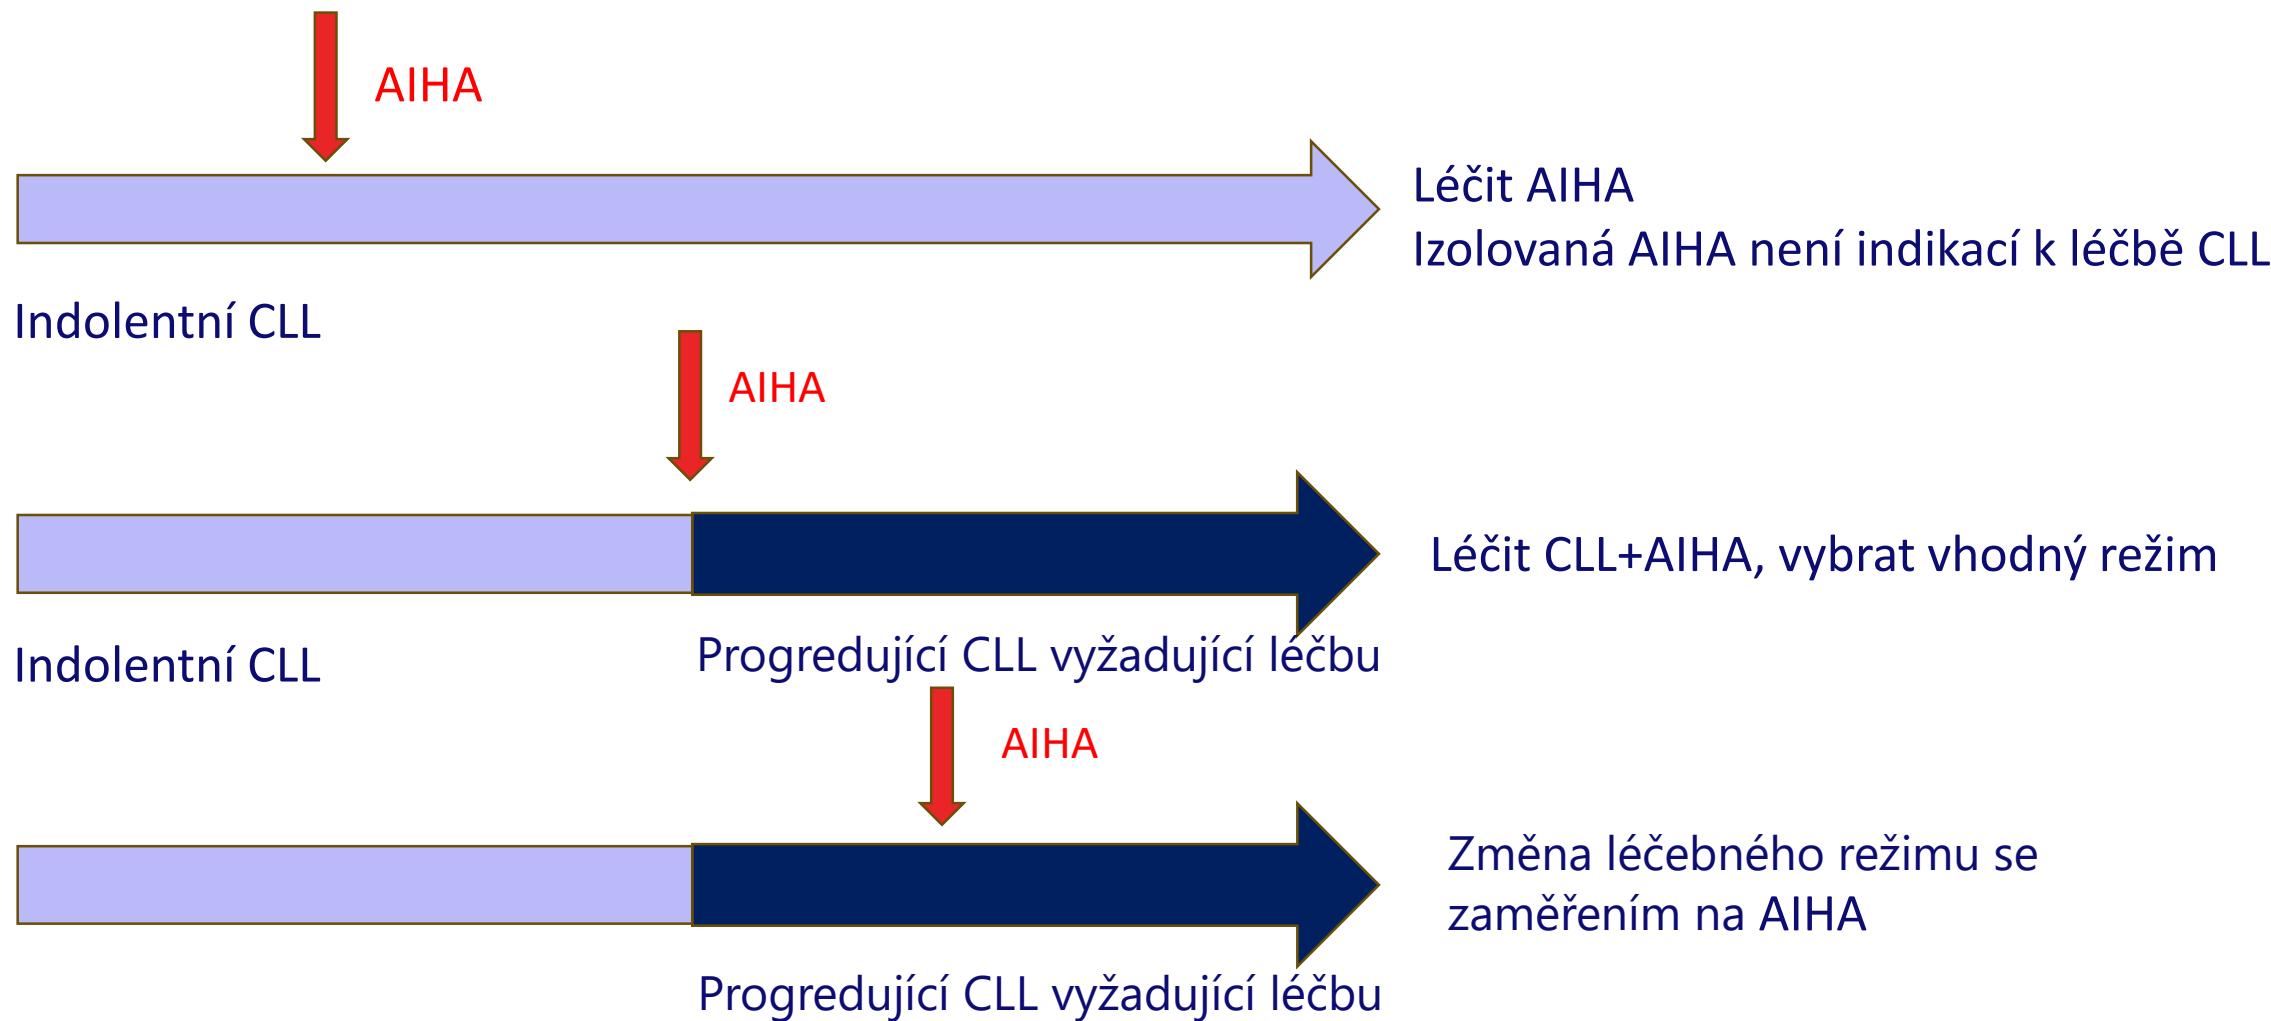 AIHA
Léčit AIHA
Izolovaná AIHA není indikací k léčbě CLL
Indolentní CLL
AIHA
Léčit CLL+AIHA, vybrat vhodný režim
Progredující CLL vyžadující léčbu
Indolentní CLL
AIHA
Změna léčebného režimu se
zaměřením na AIHA
Progredující CLL vyžadující léčbu